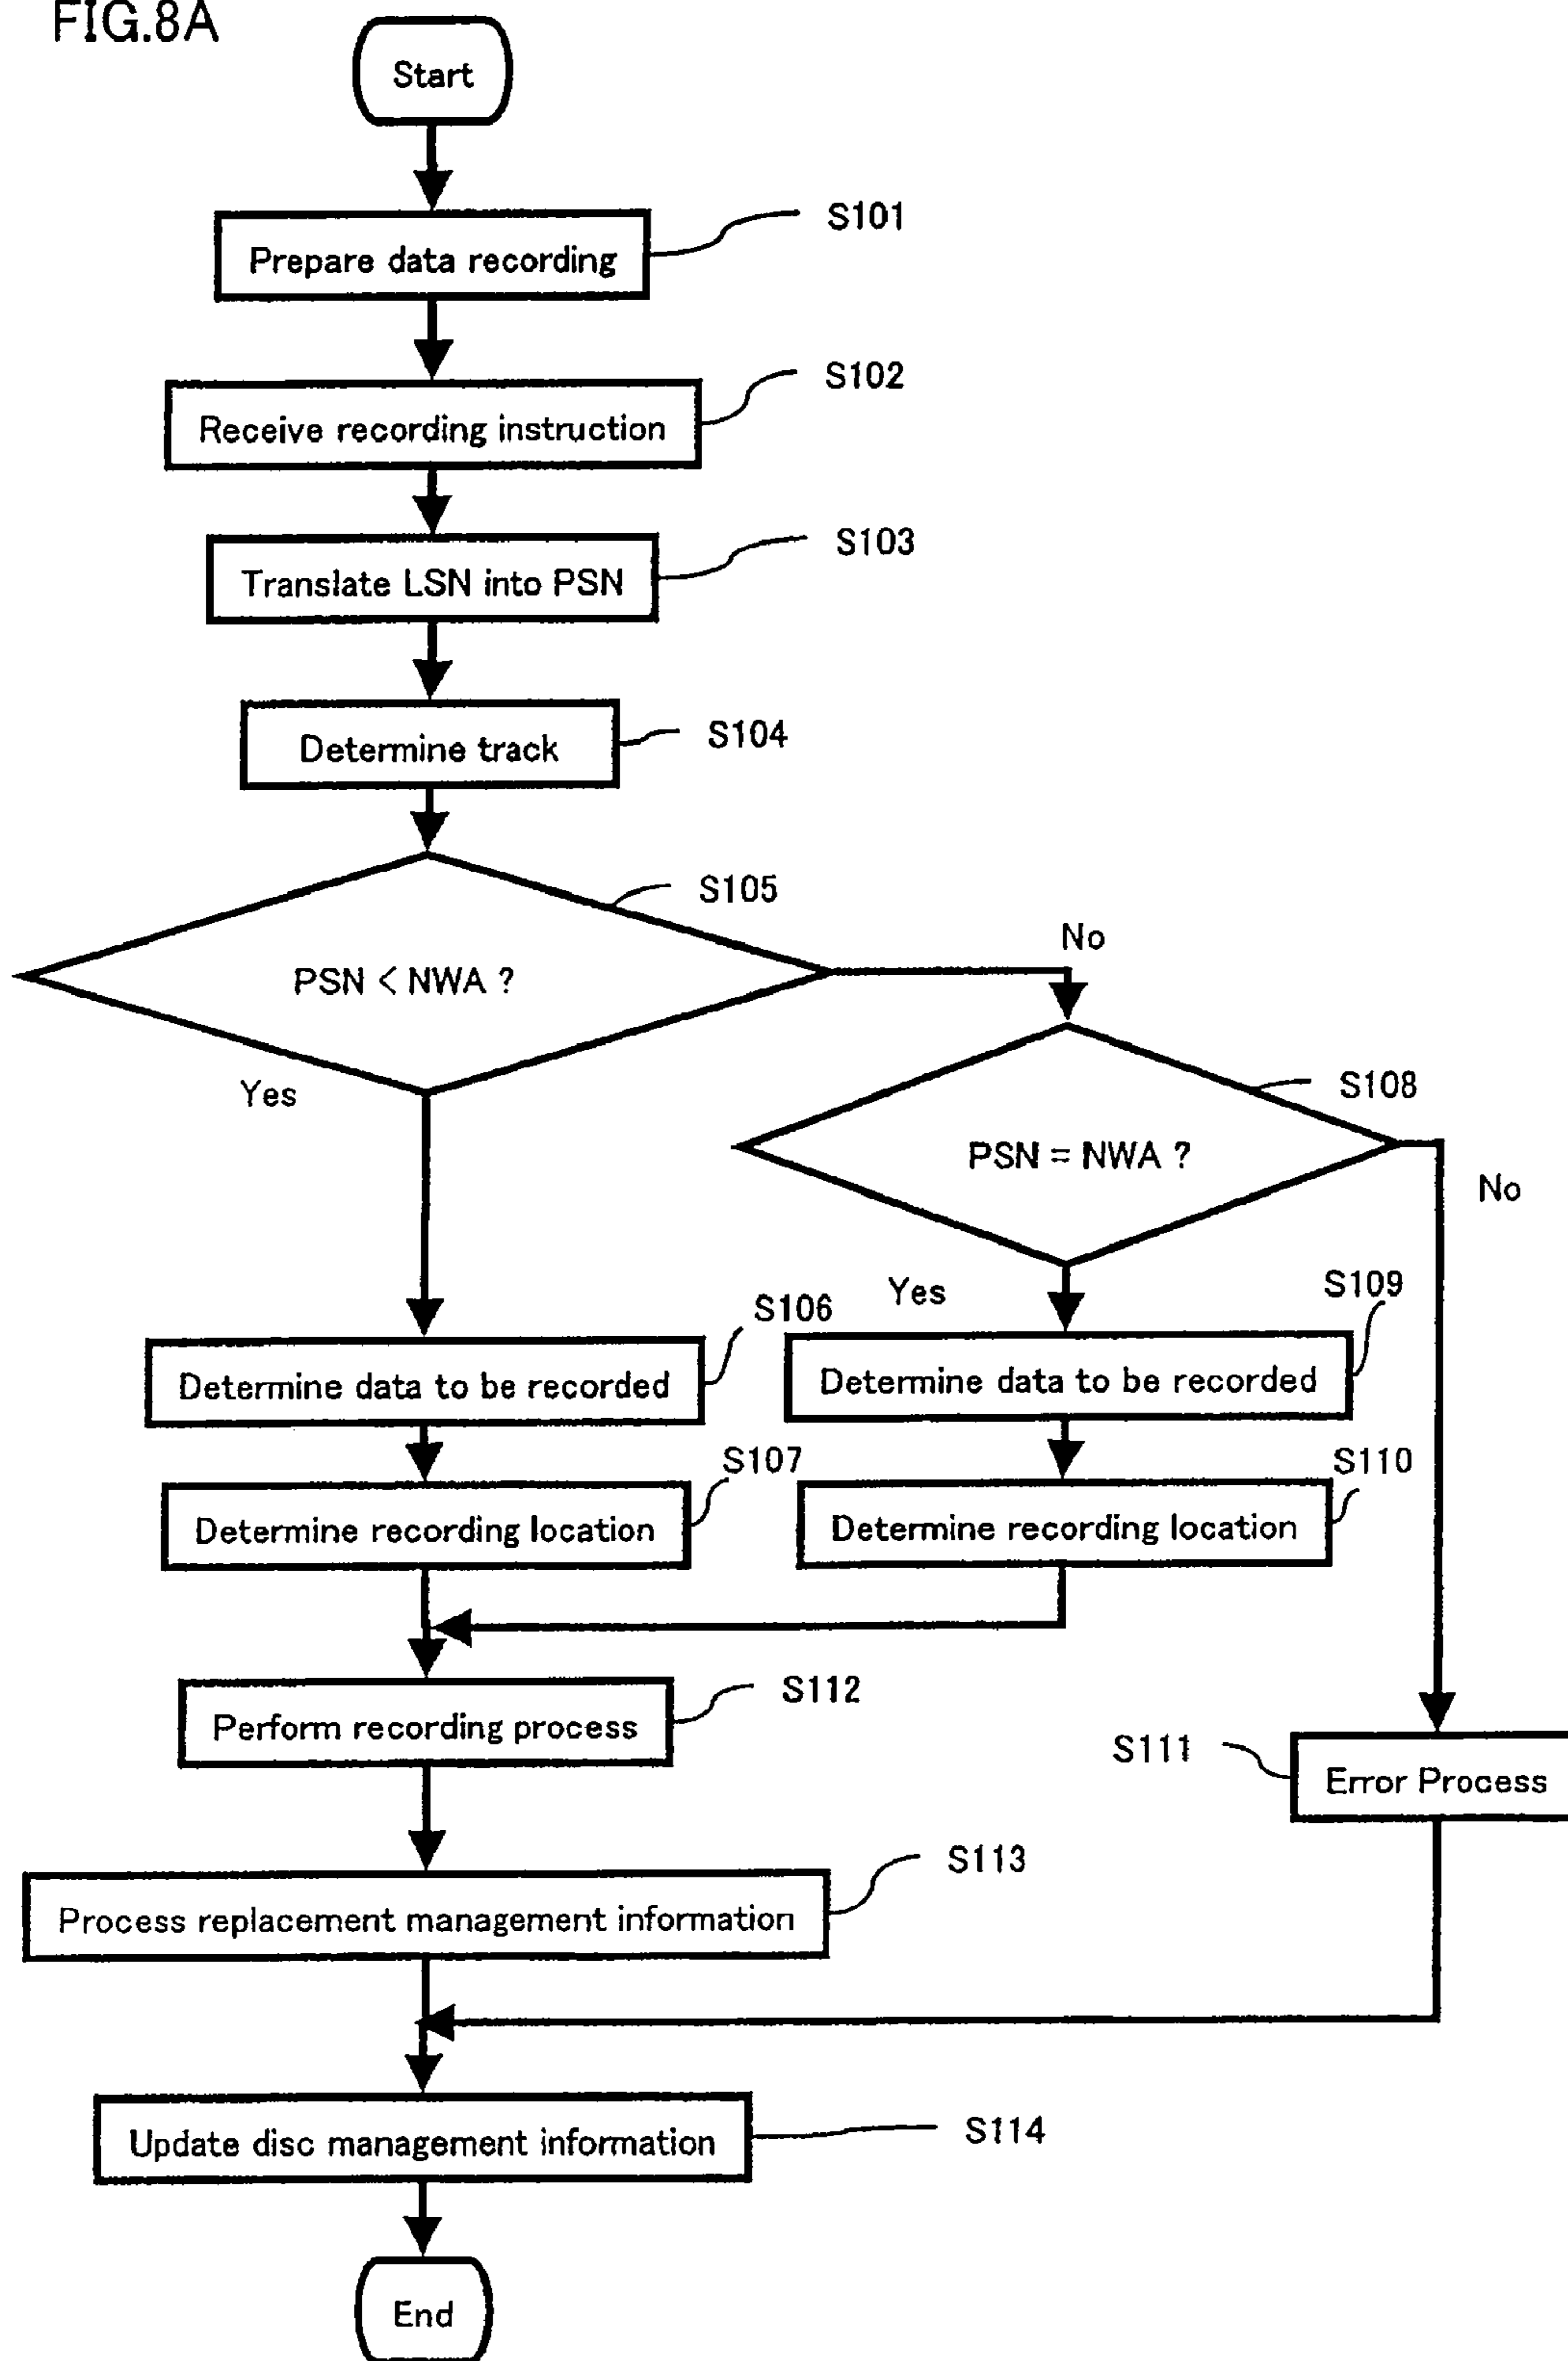 FIG.8A
Start
S101
Prepare data recording
S102
Receive recording instruction
S103
Translate LSN into PSN
S104
Determine track
S105
PSN < NWA ?
No
Yes
S108
PSN = NWA ?
No
Yes
S106
Determine data to be recorded
S109
Determine data to be recorded
S107
Determine recording location
S110
Determine recording location
S112
Perform recording process
S111
Error Process
S113
Process replacement management information
S114
Update disc management information
End